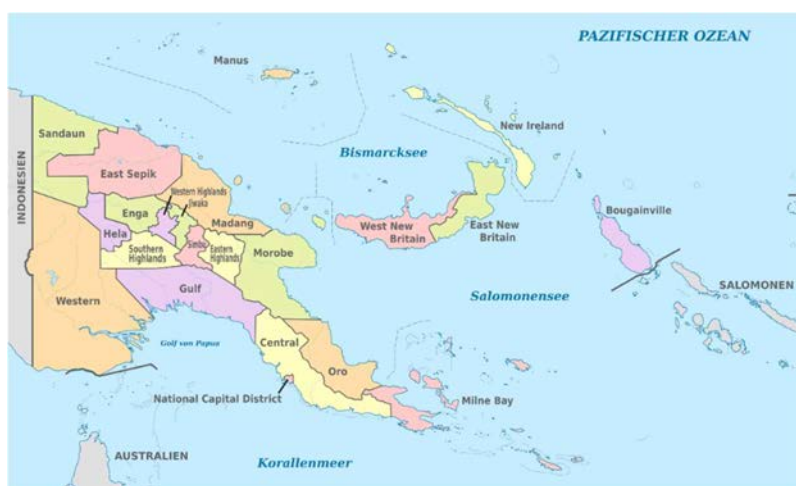 PAZIFISCHER OZEAN
Manus
Sandaun
New Ireland
Bismarcksee
INDONESIEN
East Sepik
Western Highlands
Jiwaka
Enga
Madang
West New
Britain
East New
Britain
Bougainville
Hela
Southern
Highlands
Simbu
Eastern
Highlands
Morobe
Gulf
Western
Salomonensee
SALOMONEN
Golf von Papua
Central
Oro
National Capital District
Milne Bay
AUSTRALIEN
Korallenmeer